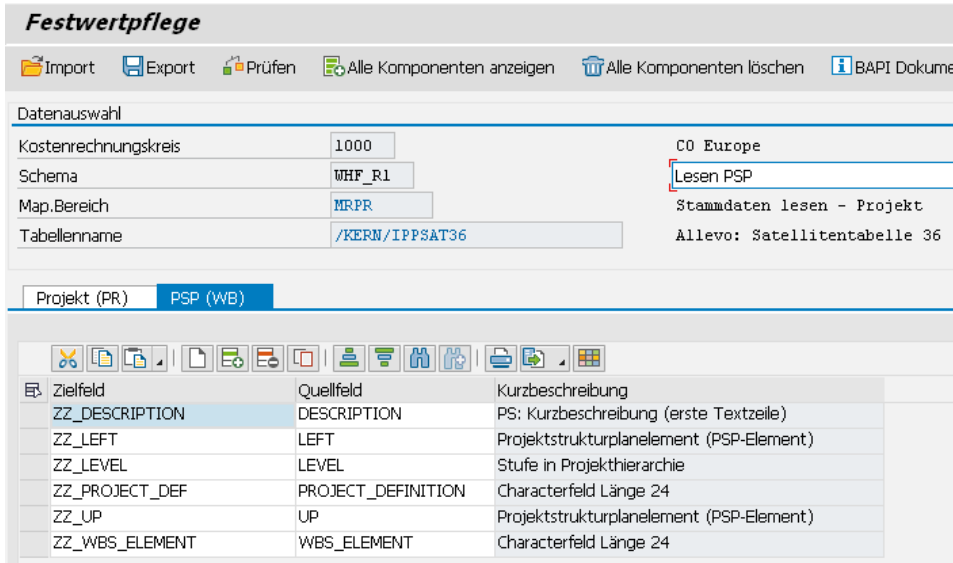 Festwertpflege
Import Export Prüfen Alle Komponenten anzeigen Alle Komponenten löschen BAPI Dokume
Datenauswahl
Kostenrechnungskreis 1000 CO Europe
Schema WHF_R1 Lesen PSP
Map.Bereich MRPR Stammdaten lesen - Projekt
Tabellenname /KERN/IPPSAT36 Allevo: Satellitentabelle 36
Projekt (PR) PSP (WB)
Zielfeld Quellfeld Kurzbeschreibung
ZZ_DESCRIPTION DESCRIPTION PS: Kurzbeschreibung (erste Textzeile)
ZZ_LEFT LEFT Projektstrukturplanelement (PSP-Element)
ZZ_LEVEL LEVEL Stufe in Projekthierarchie
ZZ_PROJECT_DEF PROJECT_DEFINITION Characterfeld Länge 24
ZZ_UP UP Projektstrukturplanelement (PSP-Element)
ZZ_WBS_ELEMENT WBS_ELEMENT Characterfeld Länge 24